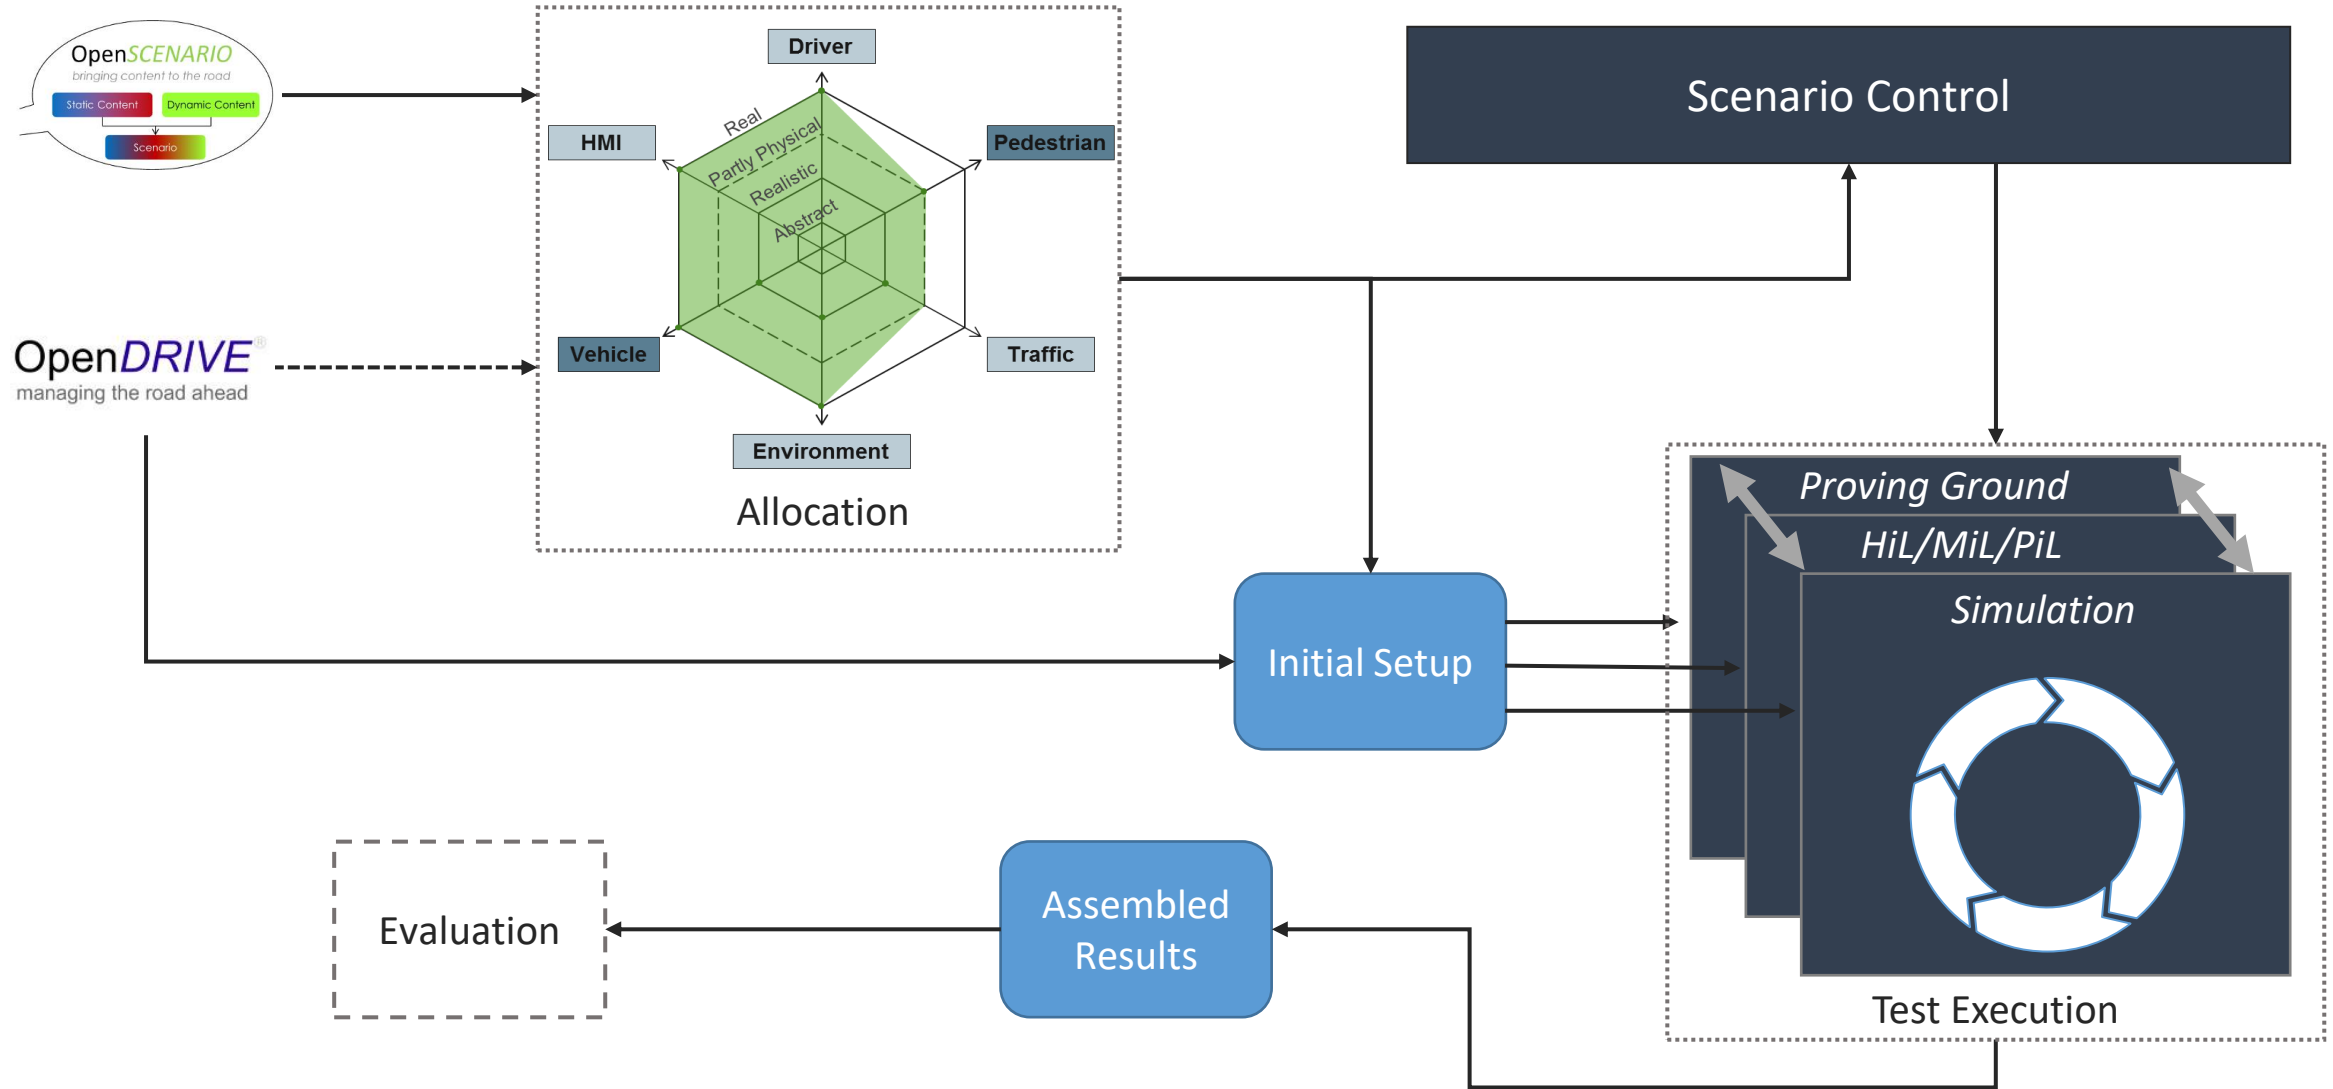 OpenSCENARIO
bringing content to the road
Static Content
Dynamic Content
Scenario
OpenDRIVE®
managing the road ahead
Driver
HMI
Pedestrian
Real
Partly Physical
Realistic
Abstract
Vehicle
Traffic
Environment
Allocation
Scenario Control
Proving Ground
HiL/MiL/PiL
Simulation
Test Execution
Initial Setup
Assembled
Results
Evaluation